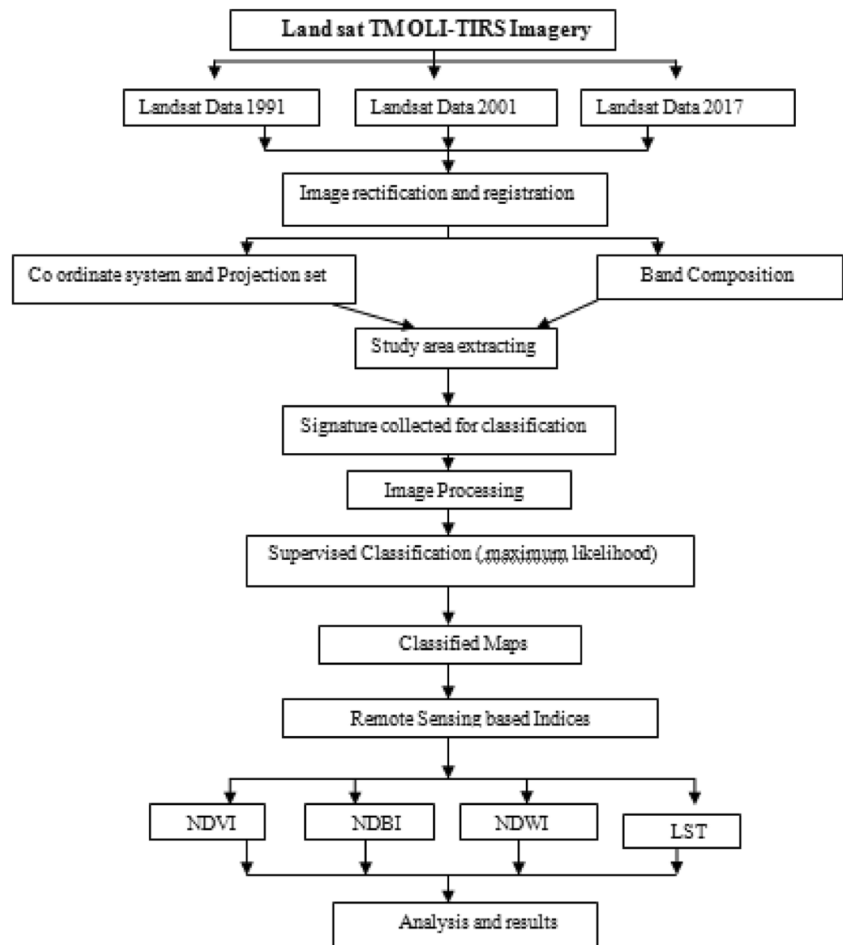 Land sat TMOLI-TIRS Imagery
Landsat Data 1991
Landsat Data 2001
Landsat Data 2017
Image rectification and registration
Co ordinate system and Projection set
Band Composition
Study area extracting
Signature collected for classification
Image Processing
Supervised Classification (.maximum likelihood)
Classified Maps
Remote Sensing based Indices
NDVI
NDBI
NDWI
LST
Analysis and results